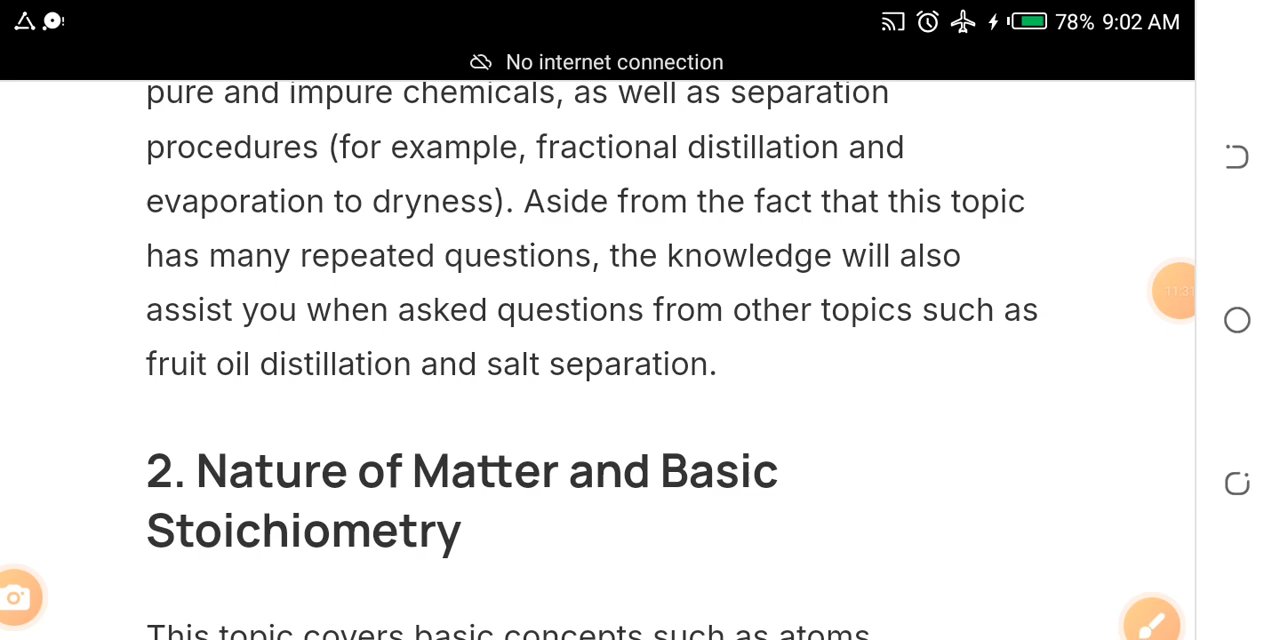 78% 9:02 AM
No internet connection
pure and impure chemicals, as well as separation
procedures (for example, fractional distillation and
evaporation to dryness). Aside from the fact that this topic
has many repeated questions, the knowledge will also
11:31
assist you when asked questions from other topics such as
fruit oil distillation and salt separation.
2. Nature of Matter and Basic
Stoichiometry
This topic covers basic concepts such as atoms